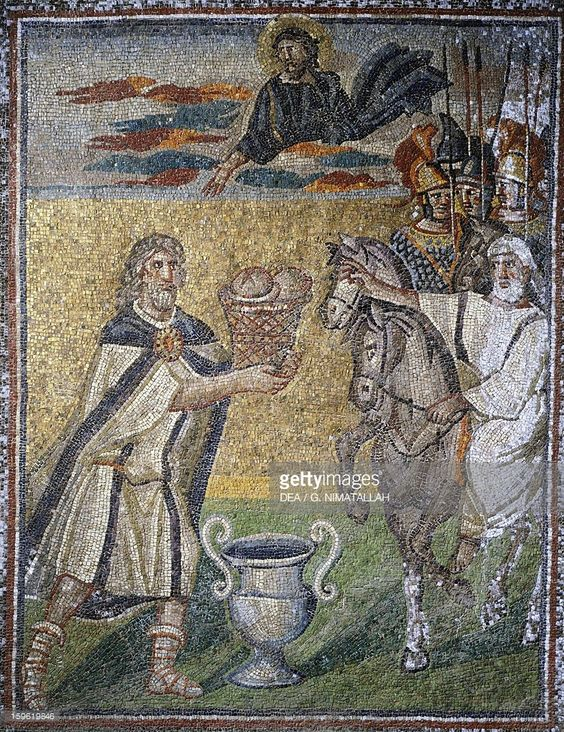 gettyimages
DEA / G. NIMATALLAH
159619846